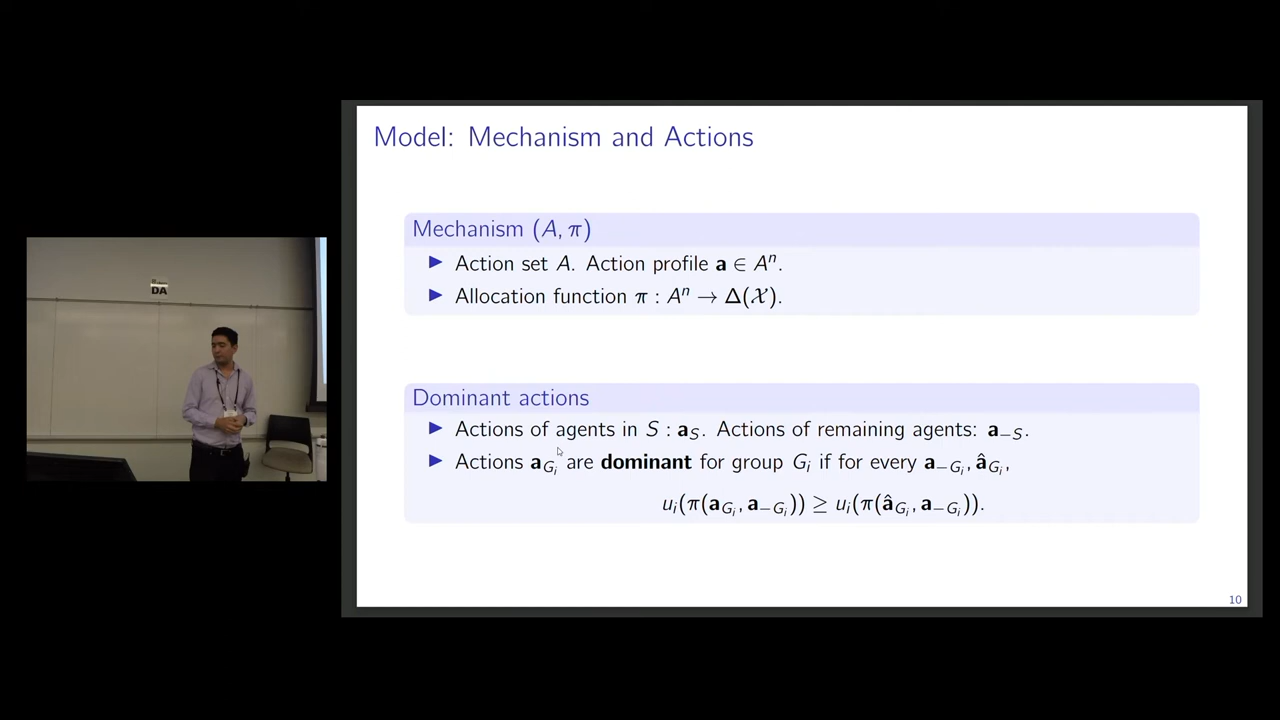 Model: Mechanism and Actions
Mechanism (A, π)
▶ Action set A. Action profile a ∈ Aⁿ.
▶ Allocation function π : Aⁿ → Δ(𝒳).
Dominant actions
▶ Actions of agents in S : a_S. Actions of remaining agents: a_{−S}.
▶ Actions a_{G_i} are dominant for group G_i if for every a_{−G_i}, â_{G_i},
u_i(π(a_{G_i}, a_{−G_i})) ≥ u_i(π(â_{G_i}, a_{−G_i})).
10
DA